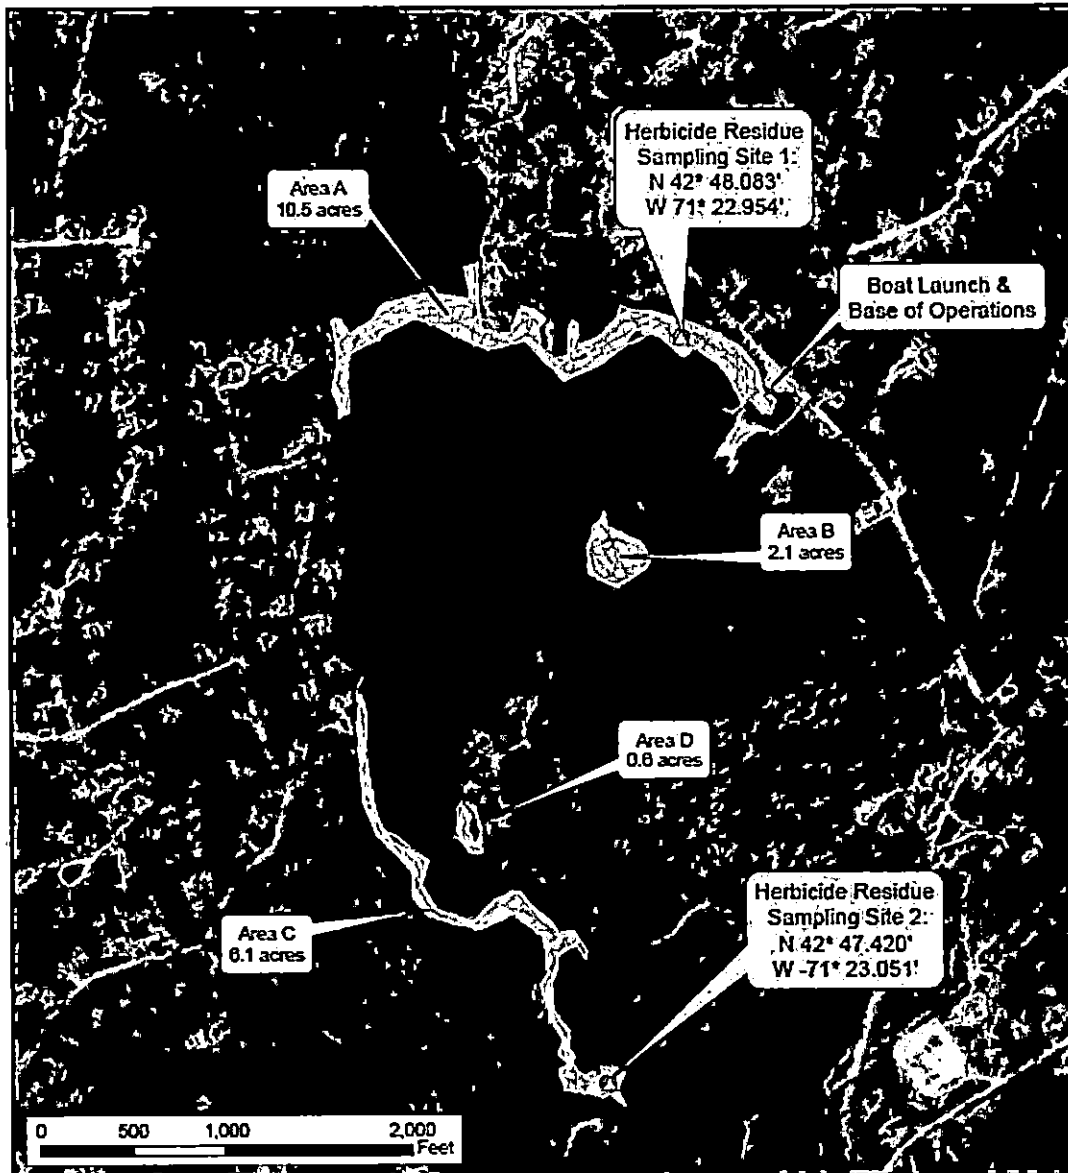 Herbicide Residue
Sampling Site 1:
N 42° 48.083'
W 71° 22.954'
Area A
10.5 acres
Boat Launch &
Base of Operations
Area B
2.1 acres
Area D
0.6 acres
Herbicide Residue
Sampling Site 2:
N 42° 47.420'
W -71° 23.051'
Area C
6.1 acres
0 500 1,000 2,000
Feet